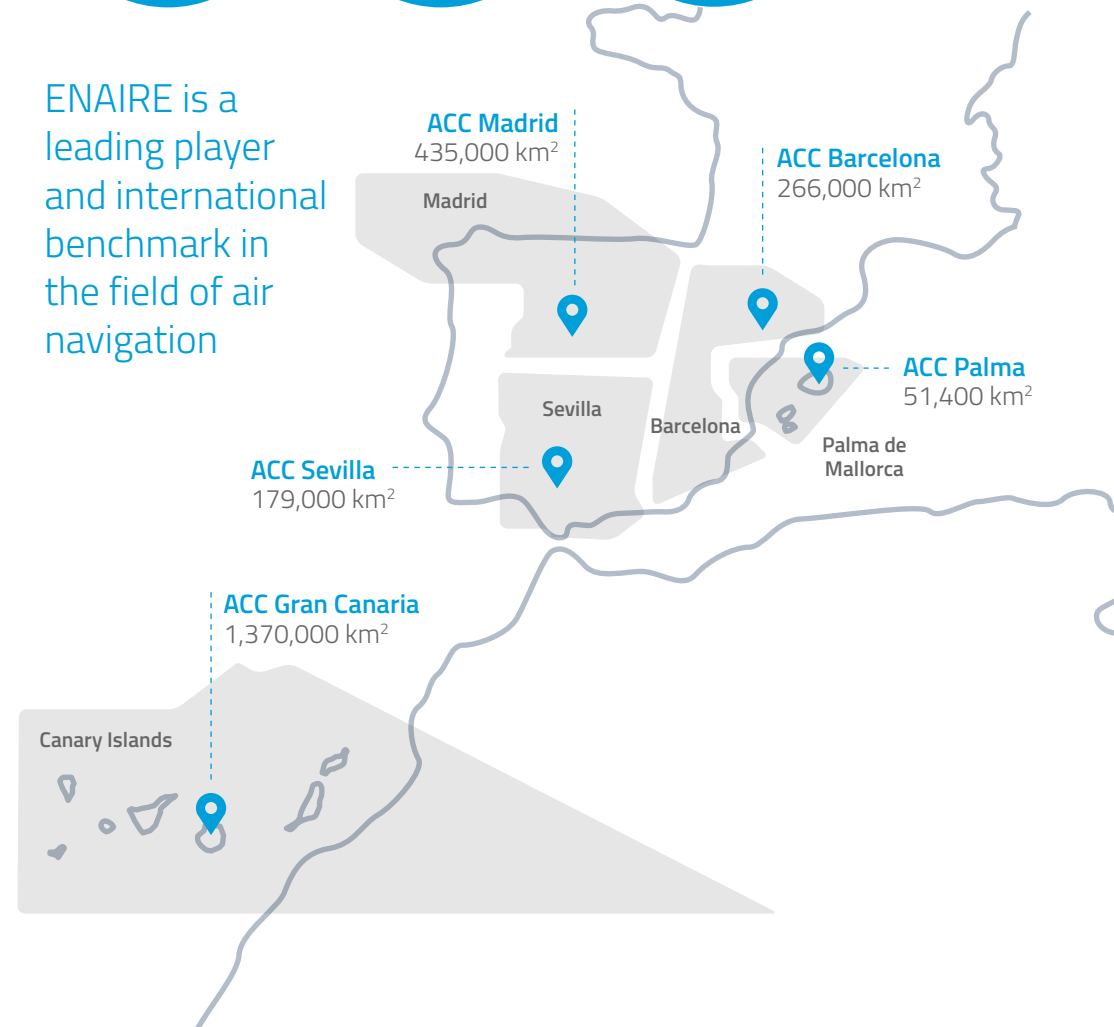 ENAIRE is a
leading player
and international
benchmark in
the field of air
navigation
ACC Madrid
435,000 km²
Madrid
ACC Barcelona
266,000 km²
ACC Palma
51,400 km²
Sevilla
Barcelona
Palma de
Mallorca
ACC Sevilla
179,000 km²
ACC Gran Canaria
1,370,000 km²
Canary Islands